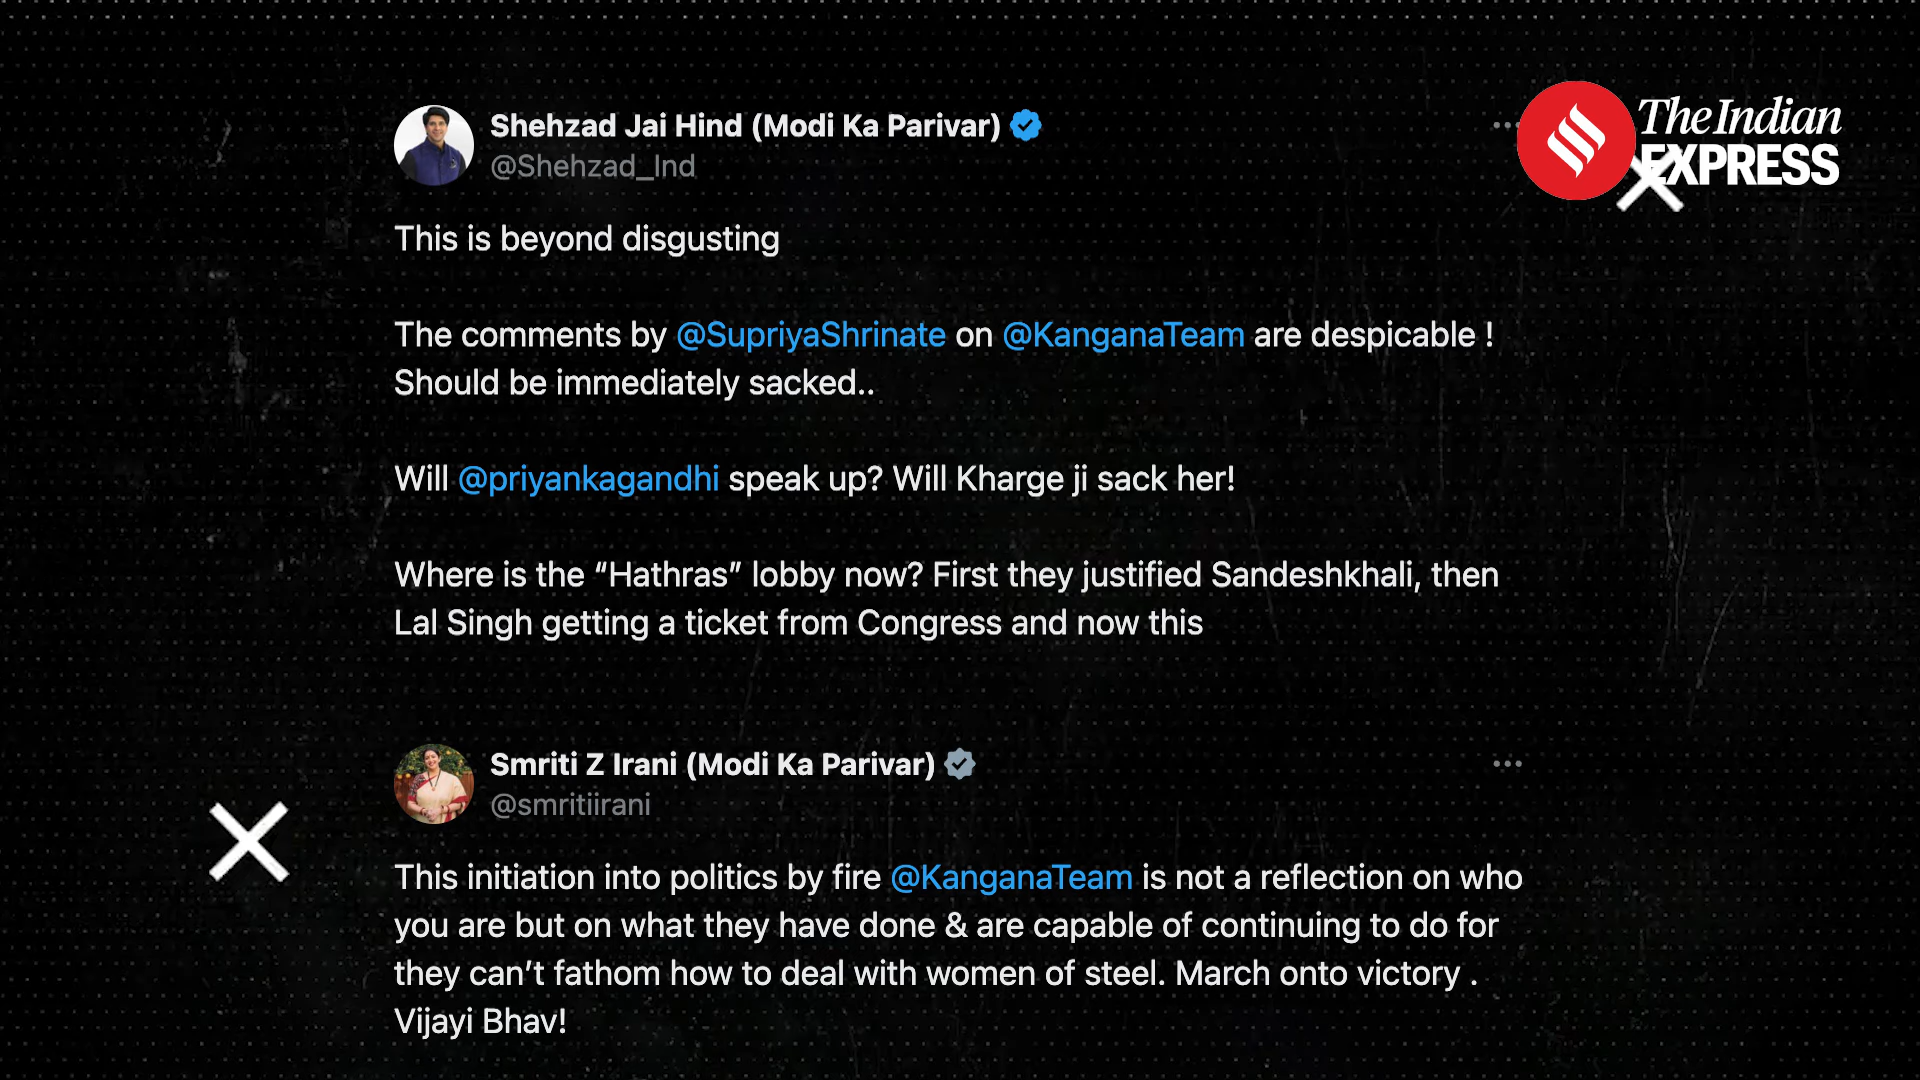 Shehzad Jai Hind (Modi Ka Parivar)
@Shehzad_Ind
The Indian
EXPRESS
This is beyond disgusting
The comments by @SupriyaShrinate on @KanganaTeam are despicable !
Should be immediately sacked..
Will @priyankagandhi speak up? Will Kharge ji sack her!
Where is the “Hathras” lobby now? First they justified Sandeshkhali, then
Lal Singh getting a ticket from Congress and now this
Smriti Z Irani (Modi Ka Parivar)
@smritiirani
This initiation into politics by fire @KanganaTeam is not a reflection on who
you are but on what they have done & are capable of continuing to do for
they can’t fathom how to deal with women of steel. March onto victory .
Vijayi Bhav!